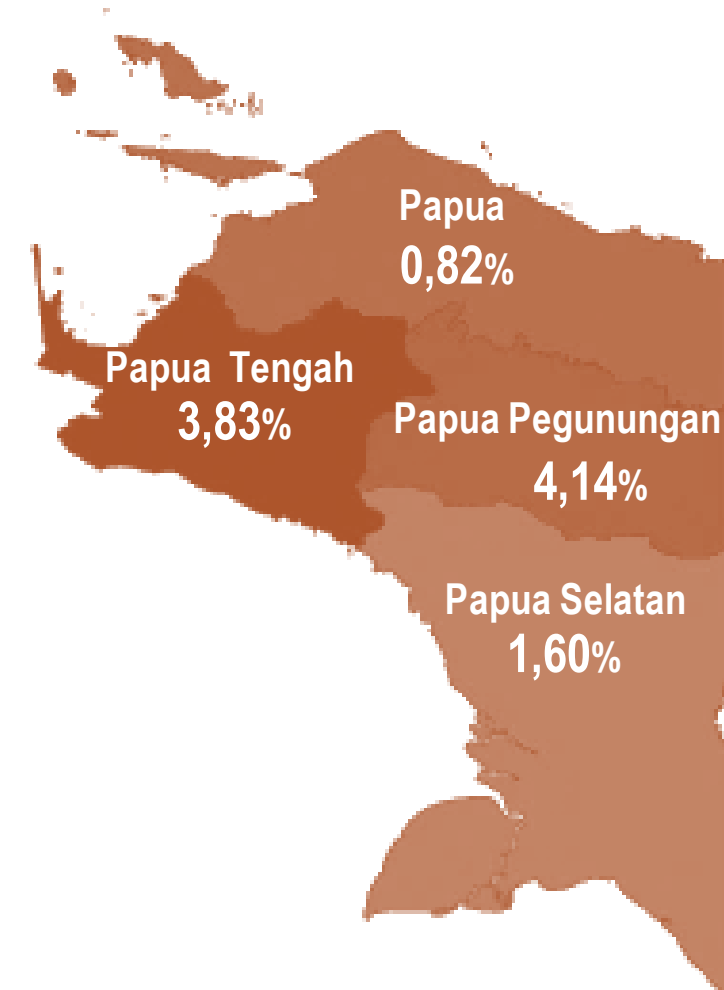 Papua
0,82%
Papua Tengah
3,83%
Papua Pegunungan
4,14%
Papua Selatan
1,60%